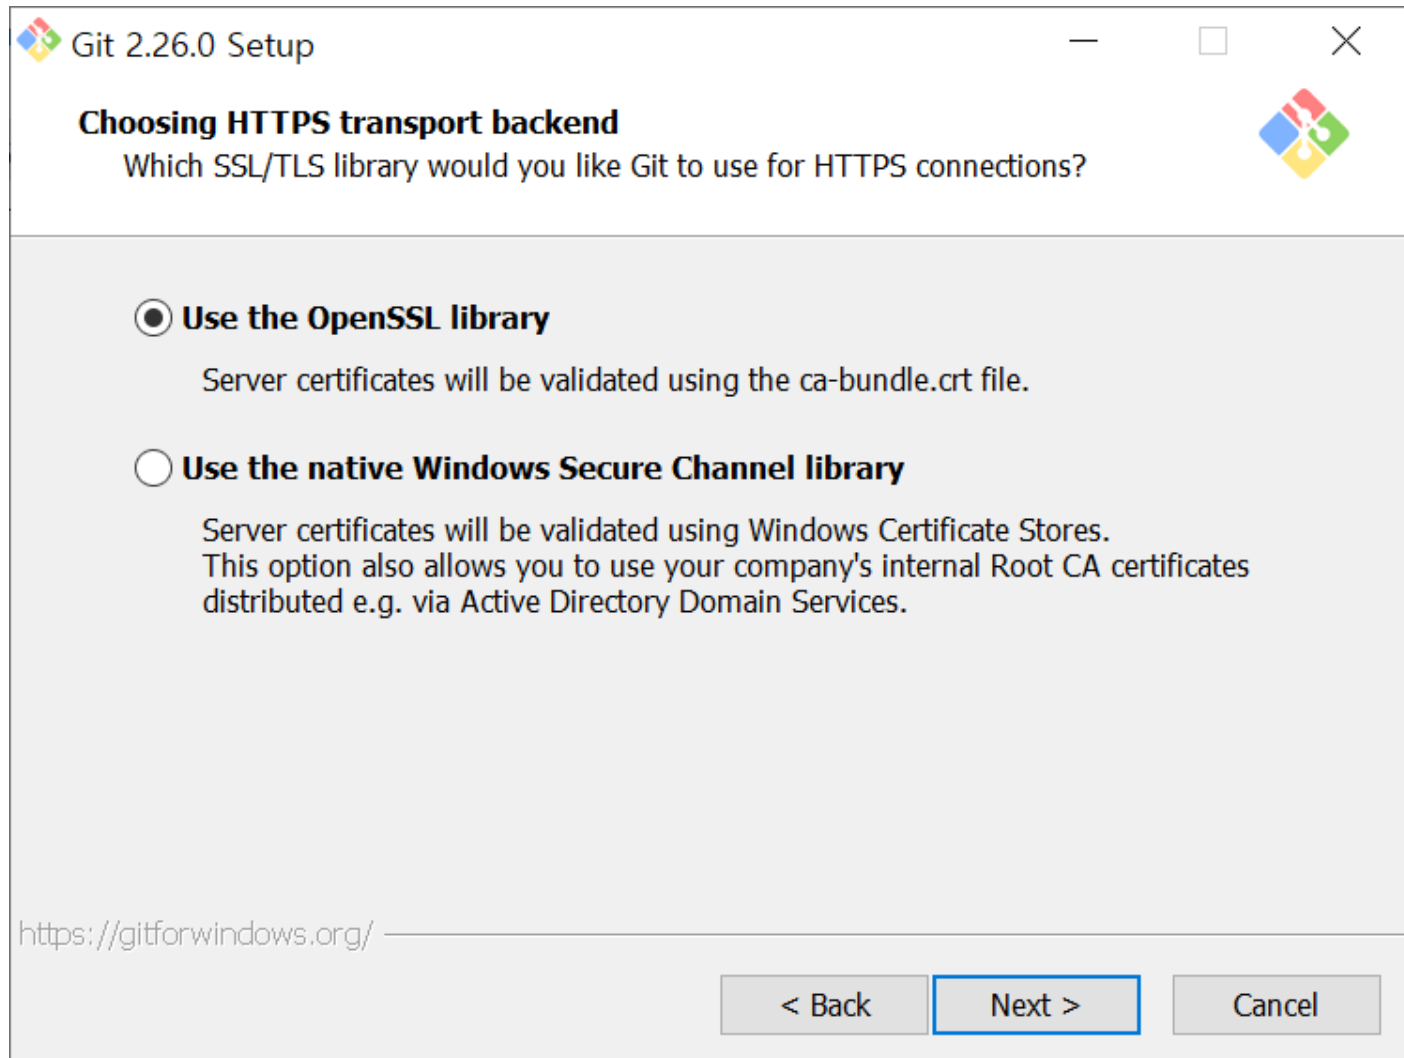 Git 2.26.0 Setup
Choosing HTTPS transport backend
Which SSL/TLS library would you like Git to use for HTTPS connections?
Use the OpenSSL library
Server certificates will be validated using the ca-bundle.crt file.
Use the native Windows Secure Channel library
Server certificates will be validated using Windows Certificate Stores.
This option also allows you to use your company's internal Root CA certificates
distributed e.g. via Active Directory Domain Services.
https://gitforwindows.org/
< Back
Next >
Cancel